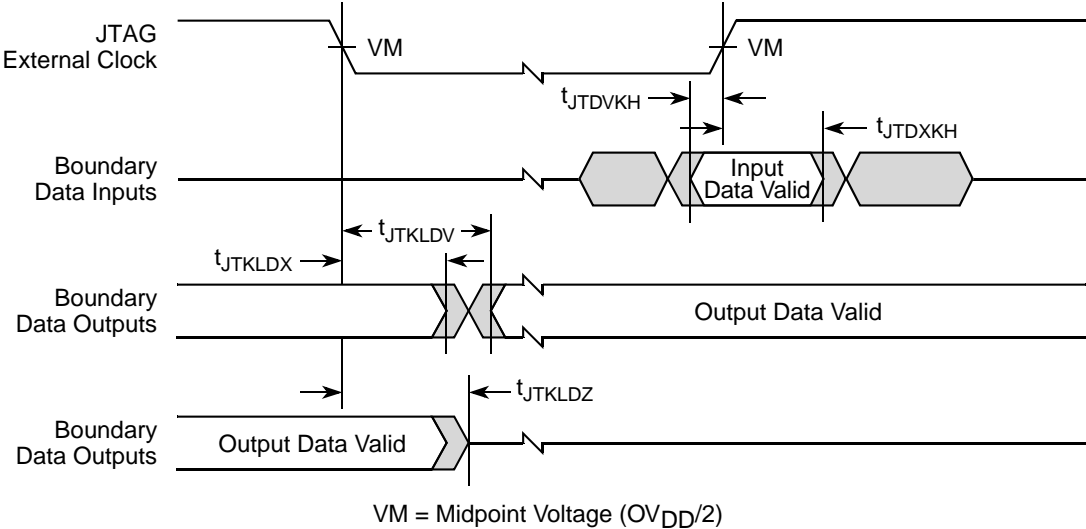 JTAG
External Clock
VM
VM
tJTDVKH
tJTDXKH
Boundary
Data Inputs
Input
Data Valid
tJTKLDV
tJTKLDX
Boundary
Data Outputs
Output Data Valid
tJTKLDZ
Boundary
Data Outputs
Output Data Valid
VM = Midpoint Voltage (OVDD/2)